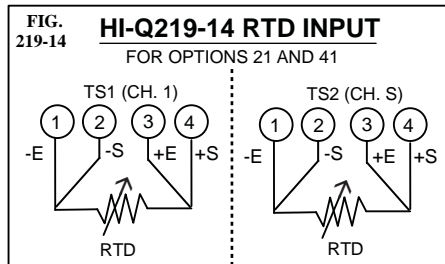 FIG.
219-14
HI-Q219-14 RTD INPUT
FOR OPTIONS 21 AND 41
TS1 (CH. 1)
1 2 3 4
-E -S +E +S
RTD
TS2 (CH. S)
1 2 3 4
-E -S +E +S
RTD